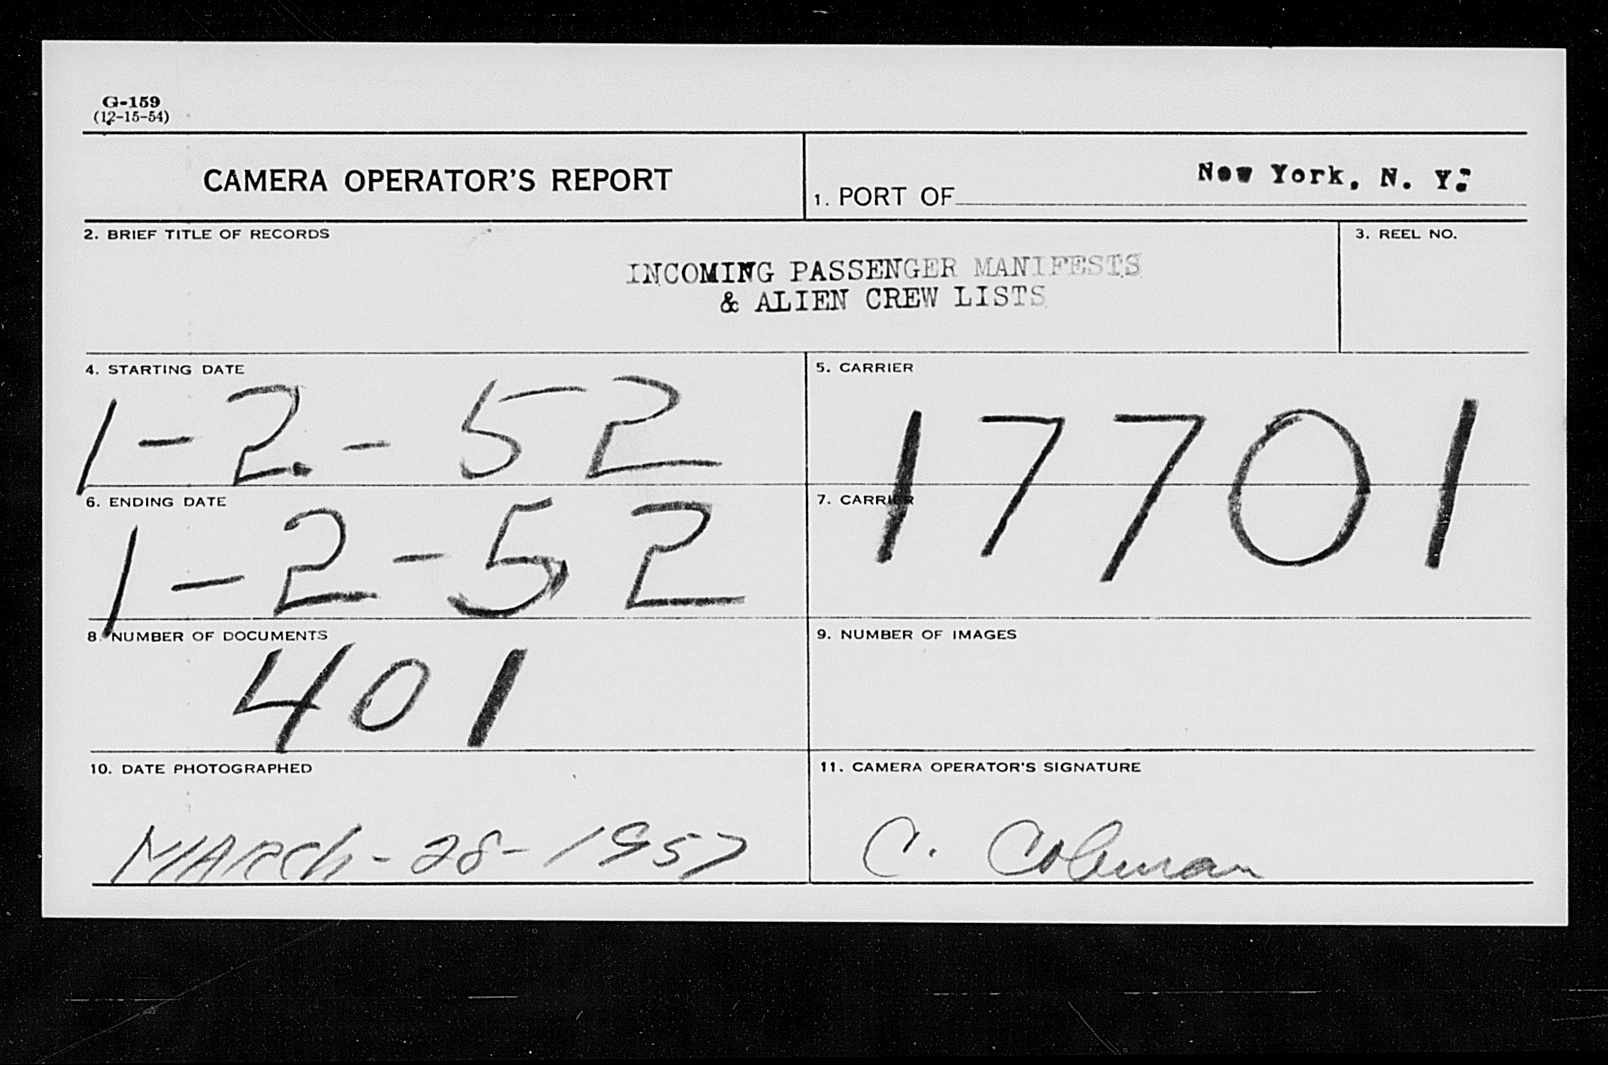 G-159
(12-15-54)
CAMERA OPERATOR'S REPORT
1. PORT OF New York, N. Y.
2. BRIEF TITLE OF RECORDS
INCOMING PASSENGER MANIFESTS
& ALIEN CREW LISTS
3. REEL NO.
4. STARTING DATE
1-2-52
5. CARRIER
17701
6. ENDING DATE
1-2-52
7. CARRIER
8. NUMBER OF DOCUMENTS
401
9. NUMBER OF IMAGES
10. DATE PHOTOGRAPHED
MARch-28-1957
11. CAMERA OPERATOR'S SIGNATURE
C. Coleman